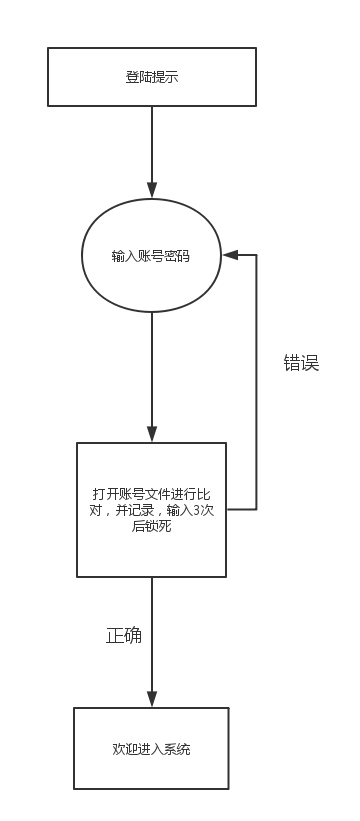 登陆提示
输入账号密码
错误
打开账号文件进行比
对，并记录，输入3次
后锁死
正确
欢迎进入系统